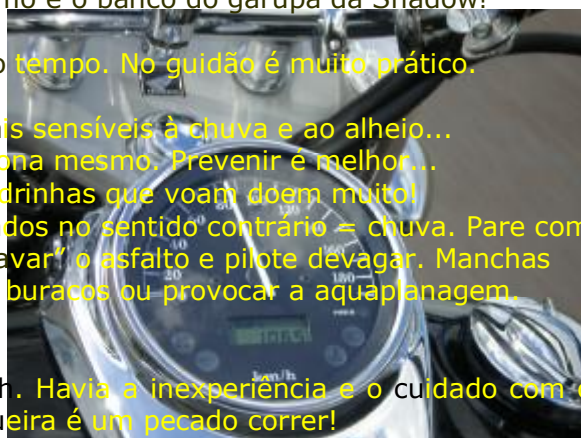 no é o banco do garupa da Shadow!
o tempo. No guidão é muito prático.
is sensíveis à chuva e ao alheio...
ona mesmo. Prevenir é melhor...
drinhas que voam doem muito!
dos no sentido contrário = chuva. Pare com
avar” o asfalto e pilote devagar. Manchas
buracos ou provocar a aquaplanagem.
km/h
h. Havia a inexperiência e o cuidado com
ueira é um pecado correr!